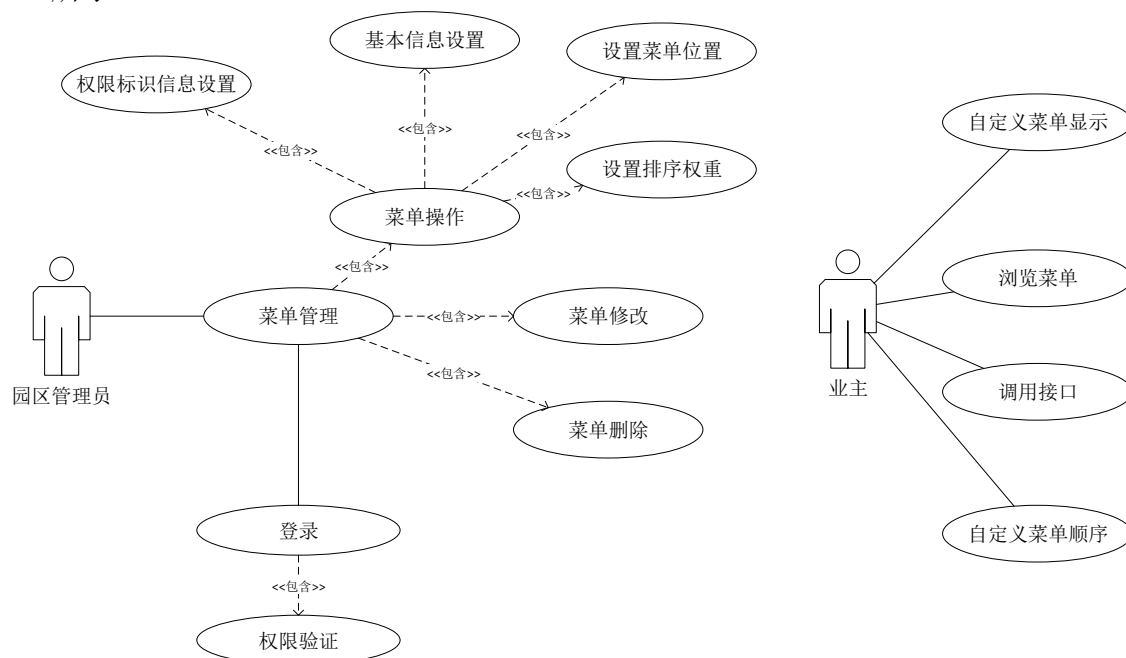 基本信息设置
设置菜单位置
权限标识信息设置
自定义菜单显示
<<包含>>
<<包含>>
<<包含>>
设置排序权重
<<包含>>
菜单操作
<<包含>>
浏览菜单
菜单管理
<<包含>>
菜单修改
园区管理员
<<包含>>
业主
调用接口
菜单删除
登录
自定义菜单顺序
<<包含>>
权限验证